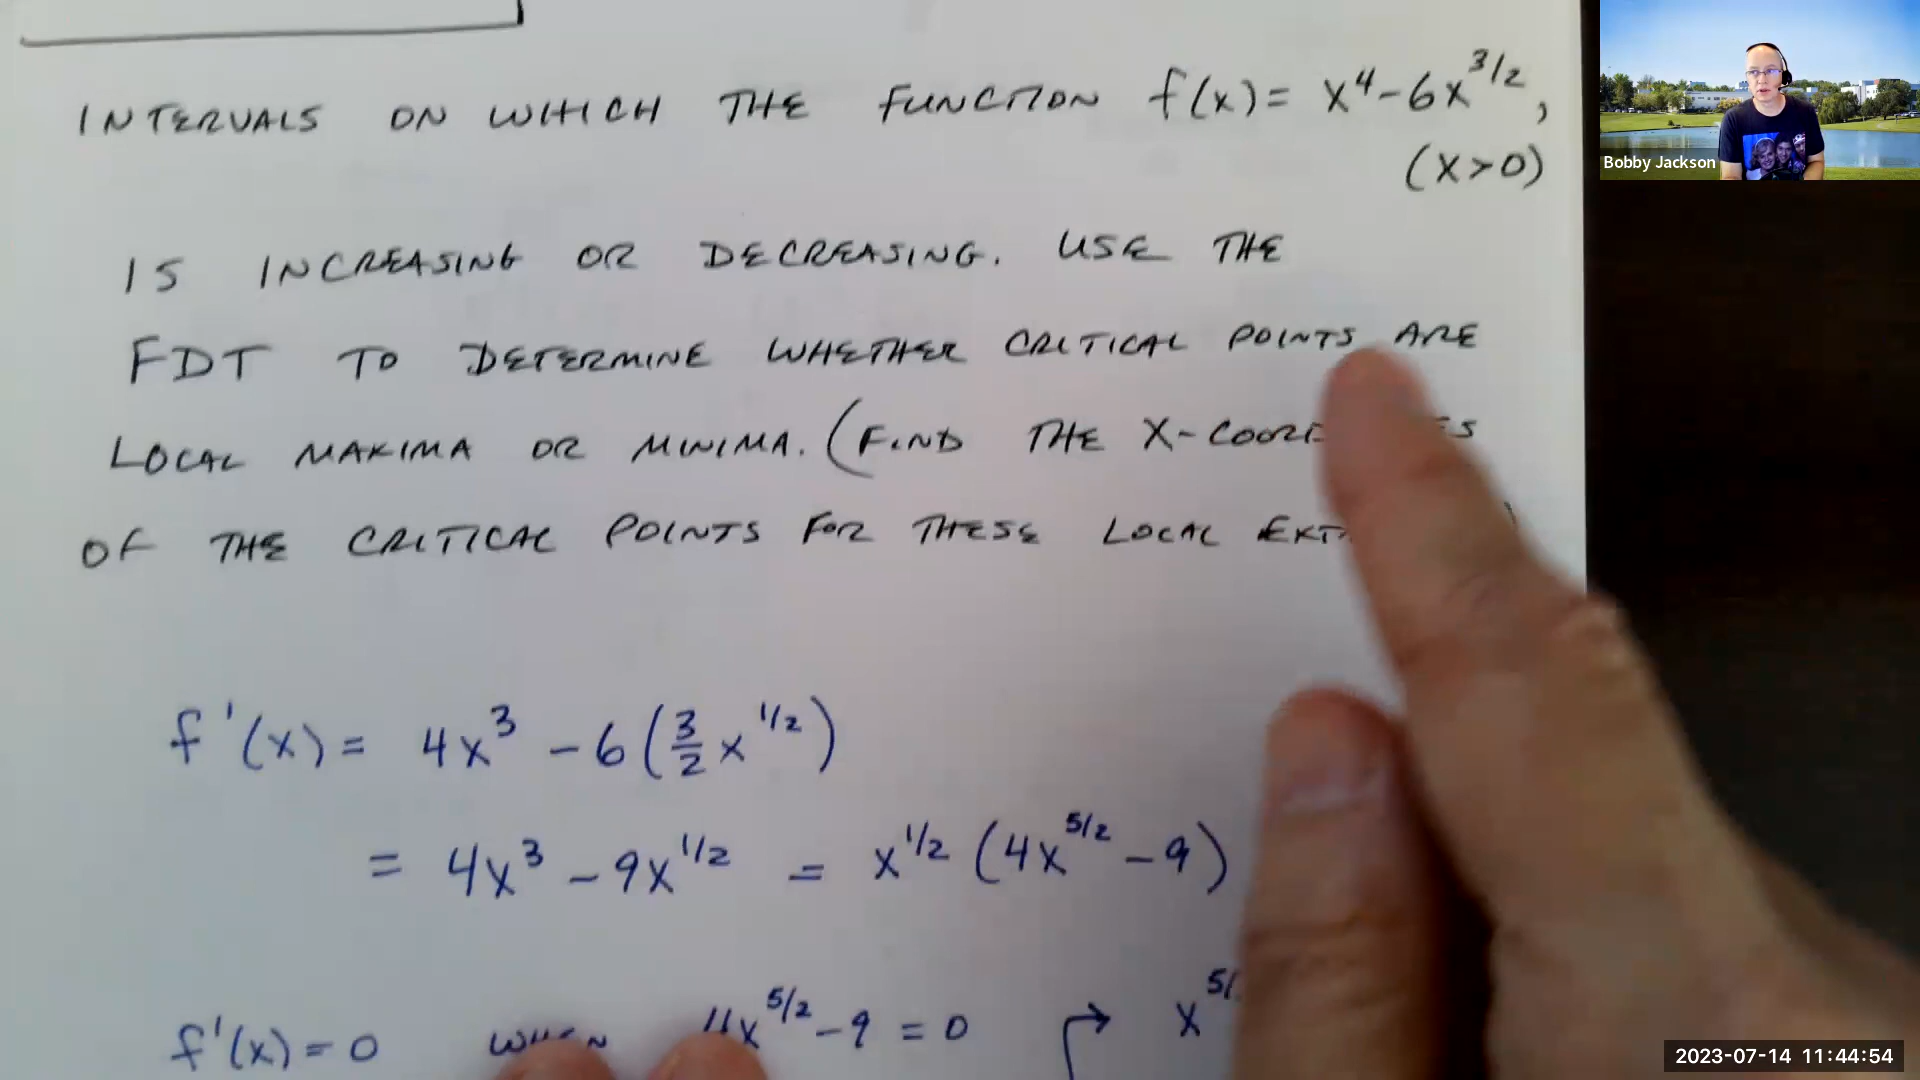 INTERVALS ON WHICH THE FUNCTION f(x) = x^4 - 6x^{3/2},
(x>0)
IS INCREASING OR DECREASING. USE THE
FDT TO DETERMINE WHETHER CRITICAL POINTS ARE
LOCAL MAXIMA OR MINIMA. (FIND THE X-
OF THE CRITICAL POINTS FOR THESE LOCAL
f'(x) = 4x^3 - 6(3/2 x^{1/2})
= 4x^3 - 9x^{1/2} = x^{1/2} (4x^{5/2} - 9)
f'(x) = 0 WHEN 4x^{5/2} - 9 = 0 → x
Bobby Jackson
2023-07-14 11:44:54